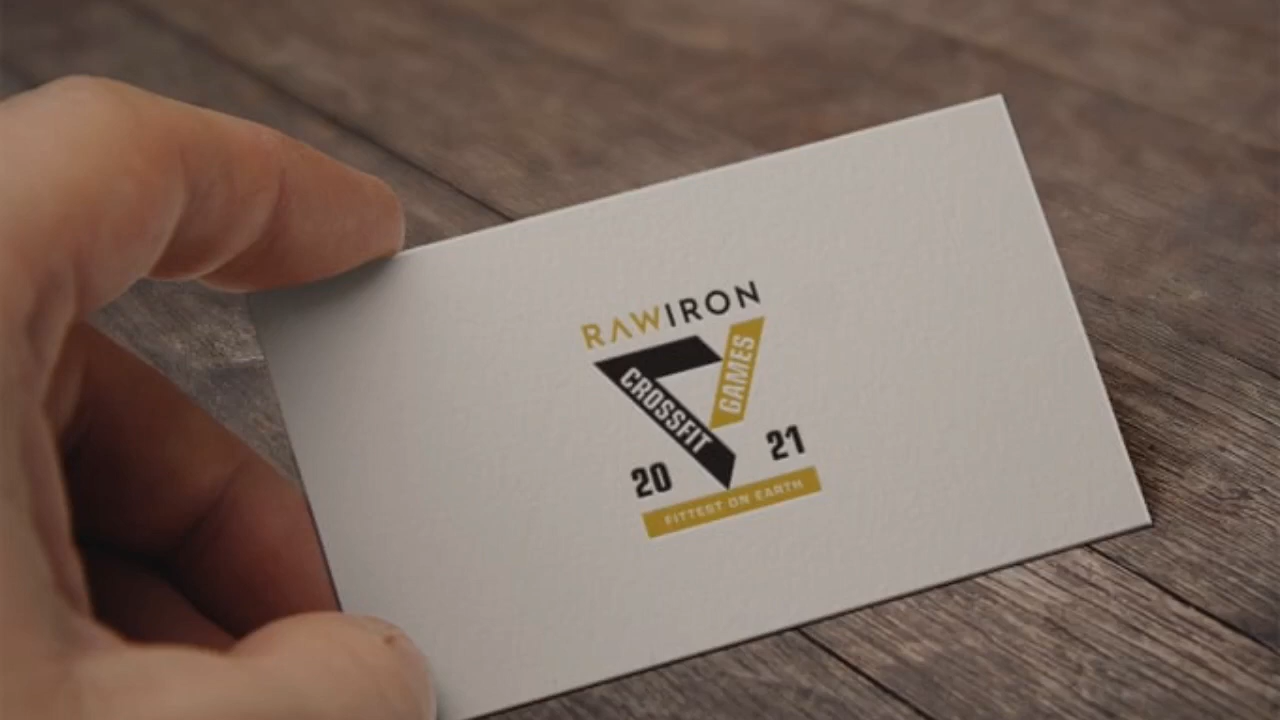 RAWIRON
CROSSFIT
GAMES
20 21
FITTEST ON EARTH